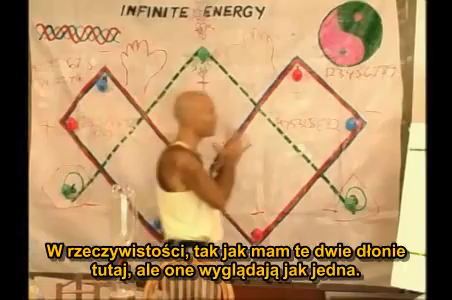 INFINITE ENERGY
W rzeczywistości, tak jak mam te dwie dłonie
tutaj, ale one wyglądają jak jedna.